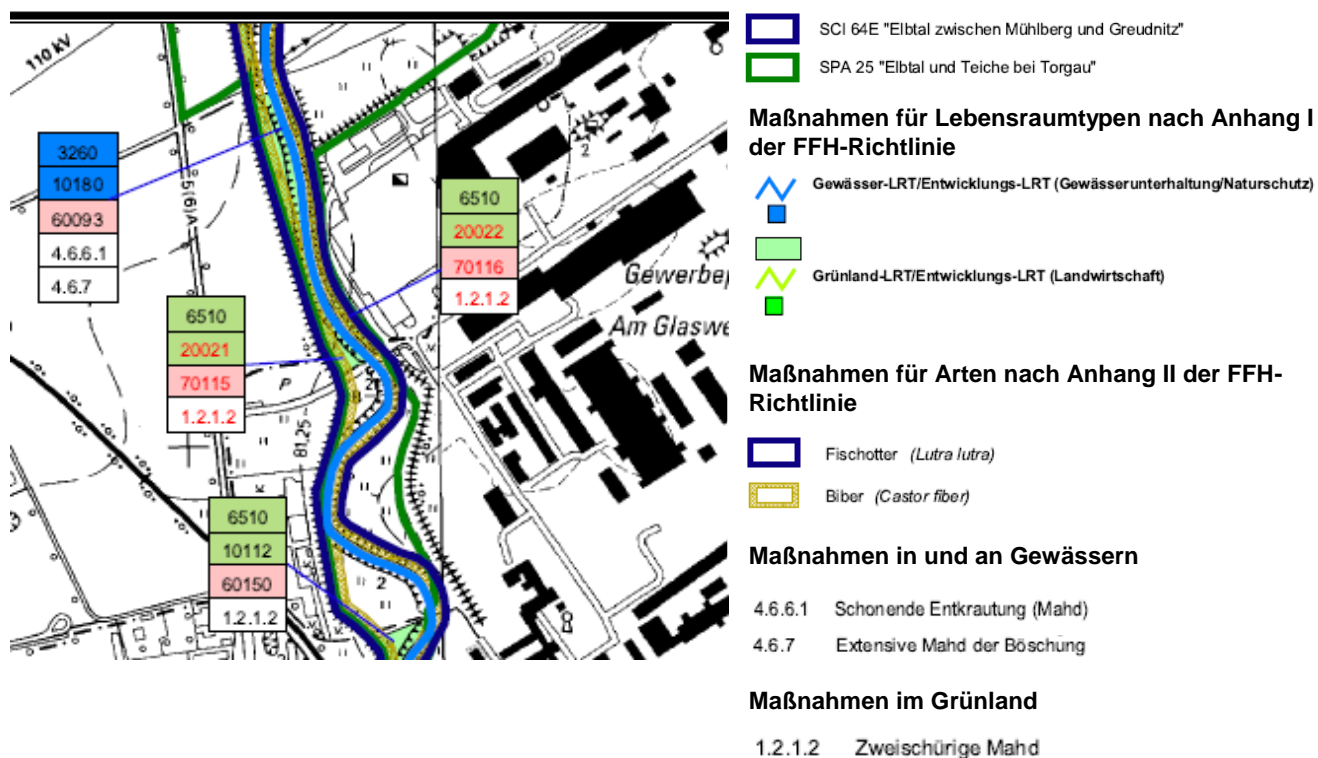 110 kV
5(6)A
3260
10180
60093
4.6.6.1
4.6.7
6510
20022
70116
1.2.1.2
2
Gewerbep
Am Glaswe
6510
20021
70115
1.2.1.2
P
81,25
6510
10112
60150
1.2.1.2
2
SCI 64E "Elbtal zwischen Mühlberg und Greudnitz"
SPA 25 "Elbtal und Teiche bei Torgau"
Maßnahmen für Lebensraumtypen nach Anhang I
der FFH-Richtlinie
Gewässer-LRT/Entwicklungs-LRT (Gewässerunterhaltung/Naturschutz)
Grünland-LRT/Entwicklungs-LRT (Landwirtschaft)
Maßnahmen für Arten nach Anhang II der FFH-
Richtlinie
Fischotter (Lutra lutra)
Biber (Castor fiber)
Maßnahmen in und an Gewässern
4.6.6.1 Schonende Entkrautung (Mahd)
4.6.7 Extensive Mahd der Böschung
Maßnahmen im Grünland
1.2.1.2 Zweischürige Mahd